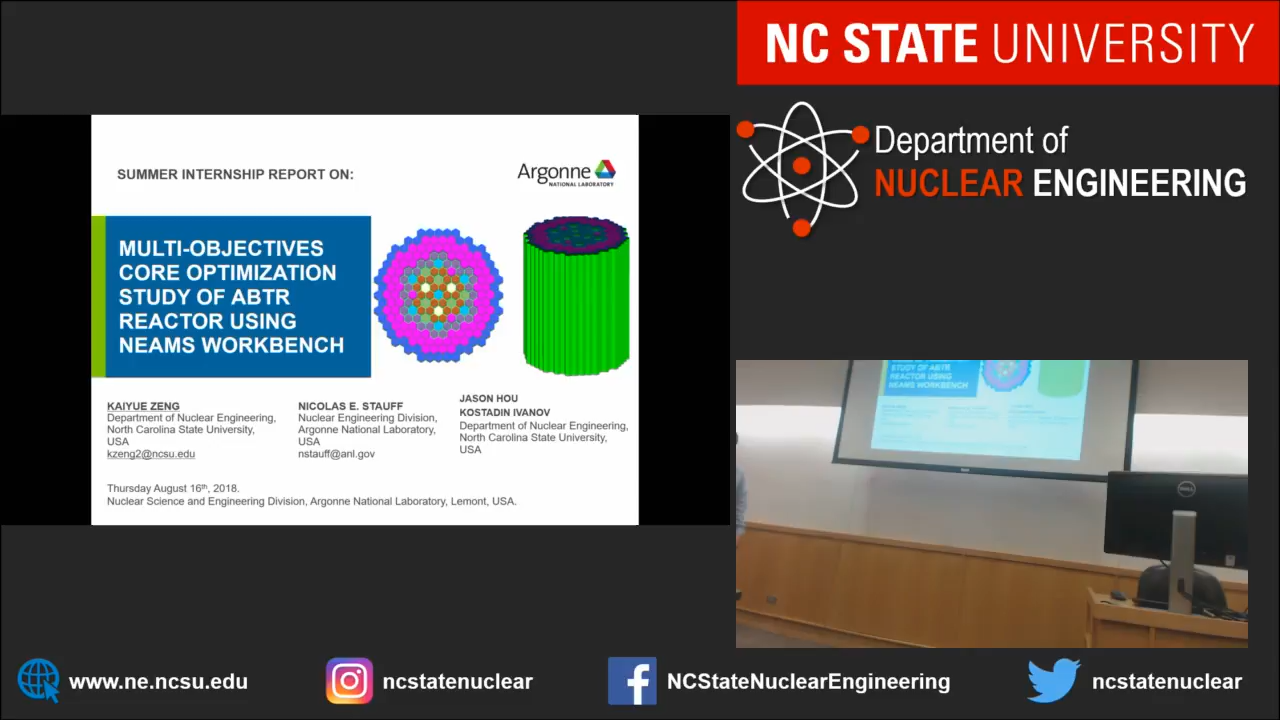 SUMMER INTERNSHIP REPORT ON:
Argonne
NATIONAL LABORATORY
MULTI-OBJECTIVES
CORE OPTIMIZATION
STUDY OF ABTR
REACTOR USING
NEAMS WORKBENCH
KAIYUE ZENG
Department of Nuclear Engineering,
North Carolina State University,
USA
kzeng2@ncsu.edu
NICOLAS E. STAUFF
Nuclear Engineering Division,
Argonne National Laboratory,
USA
nstauff@anl.gov
JASON HOU
KOSTADIN IVANOV
Department of Nuclear Engineering,
North Carolina State University,
USA
Thursday August 16th, 2018.
Nuclear Science and Engineering Division, Argonne National Laboratory, Lemont, USA.
NC STATE UNIVERSITY
Department of
NUCLEAR ENGINEERING
STUDY OF ABTR
REACTOR USING
NEAMS WORKBENCH
DELL
www.ne.ncsu.edu
ncstatenuclear
NCStateNuclearEngineering
ncstatenuclear